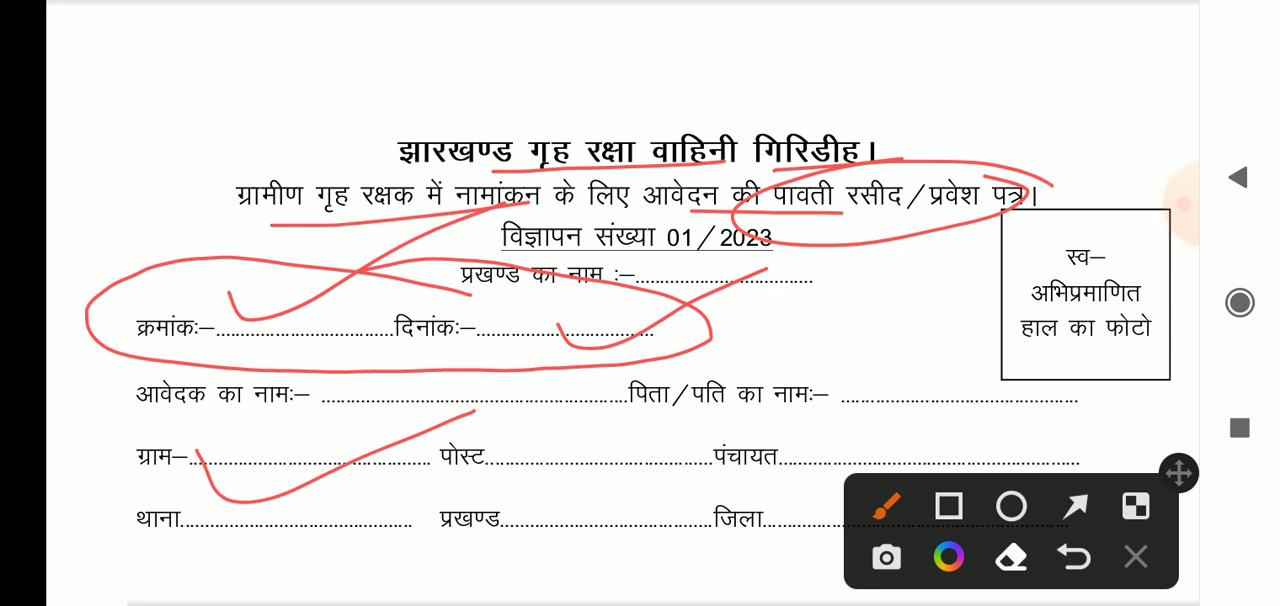 झारखण्ड गृह रक्षा वाहिनी गिरिडीह।
ग्रामीण गृह रक्षक में नामांकन के लिए आवेदन की पावती रसीद/प्रवेश पत्र।
विज्ञापन संख्या 01/2023
प्रखण्ड का नाम :–..................................
स्व–
अभिप्रमाणित
हाल का फोटो
क्रमांकः–..................................दिनांकः–..................................
आवेदक का नामः– ..........................................................पिता/पति का नामः– .............................................
ग्राम–.............................................. पोस्ट...........................................पंचायत.........................................................
थाना............................................ प्रखण्ड........................................जिला.........................................................